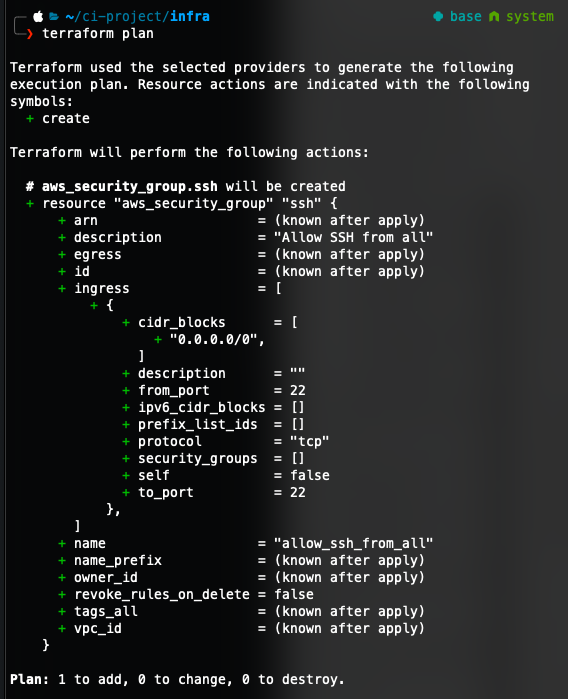 ~/ci-project/infra base system
❯ terraform plan
Terraform used the selected providers to generate the following
execution plan. Resource actions are indicated with the following
symbols:
  + create
Terraform will perform the following actions:
  # aws_security_group.ssh will be created
  + resource "aws_security_group" "ssh" {
      + arn                    = (known after apply)
      + description            = "Allow SSH from all"
      + egress                 = (known after apply)
      + id                     = (known after apply)
      + ingress                = [
          + {
              + cidr_blocks      = [
                  + "0.0.0.0/0",
                ]
              + description      = ""
              + from_port        = 22
              + ipv6_cidr_blocks = []
              + prefix_list_ids  = []
              + protocol         = "tcp"
              + security_groups  = []
              + self             = false
              + to_port          = 22
            },
        ]
      + name                   = "allow_ssh_from_all"
      + name_prefix            = (known after apply)
      + owner_id               = (known after apply)
      + revoke_rules_on_delete = false
      + tags_all               = (known after apply)
      + vpc_id                 = (known after apply)
    }
Plan: 1 to add, 0 to change, 0 to destroy.